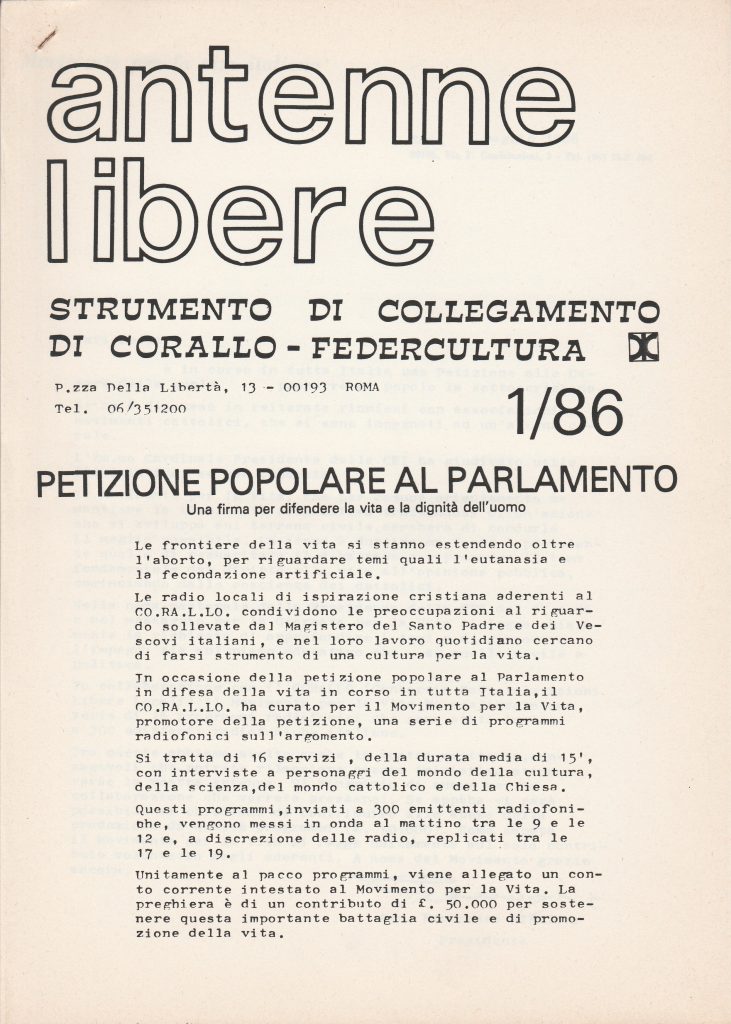 antenne
libere
STRUMENTO DI COLLEGAMENTO
DI CORALLO - FEDERCULTURA
P.zza Della Libertà, 13 - 00193 ROMA
Tel. 06/351200
1/86
PETIZIONE POPOLARE AL PARLAMENTO
Una firma per difendere la vita e la dignità dell'uomo
Le frontiere della vita si stanno estendendo oltre
l'aborto, per riguardare temi quali l'eutanasia e
la fecondazione artificiale.
Le radio locali di ispirazione cristiana aderenti al
CO.RA.L.LO. condividono le preoccupazioni al riguar-
do sollevate dal Magistero del Santo Padre e dei Ve-
scovi italiani, e nel loro lavoro quotidiano cercano
di farsi strumento di una cultura per la vita.
In occasione della petizione popolare al Parlamento
in difesa della vita in corso in tutta Italia,il
CO.RA.L.LO. ha curato per il Movimento per la Vita,
promotore della petizione, una serie di programmi
radiofonici sull'argomento.
Si tratta di 16 servizi , della durata media di 15',
con interviste a personaggi del mondo della cultura,
della scienza,del mondo cattolico e della Chiesa.
Questi programmi,inviati a 300 emittenti radiofoni-
che, vengono messi in onda al mattino tra le 9 e le
12 e, a discrezione delle radio, replicati tra le
17 e le 19.
Unitamente al pacco programmi, viene allegato un con-
to corrente intestato al Movimento per la Vita. La
preghiera è di un contributo di £. 50.000 per soste-
nere questa importante battaglia civile e di promo-
zione della vita.